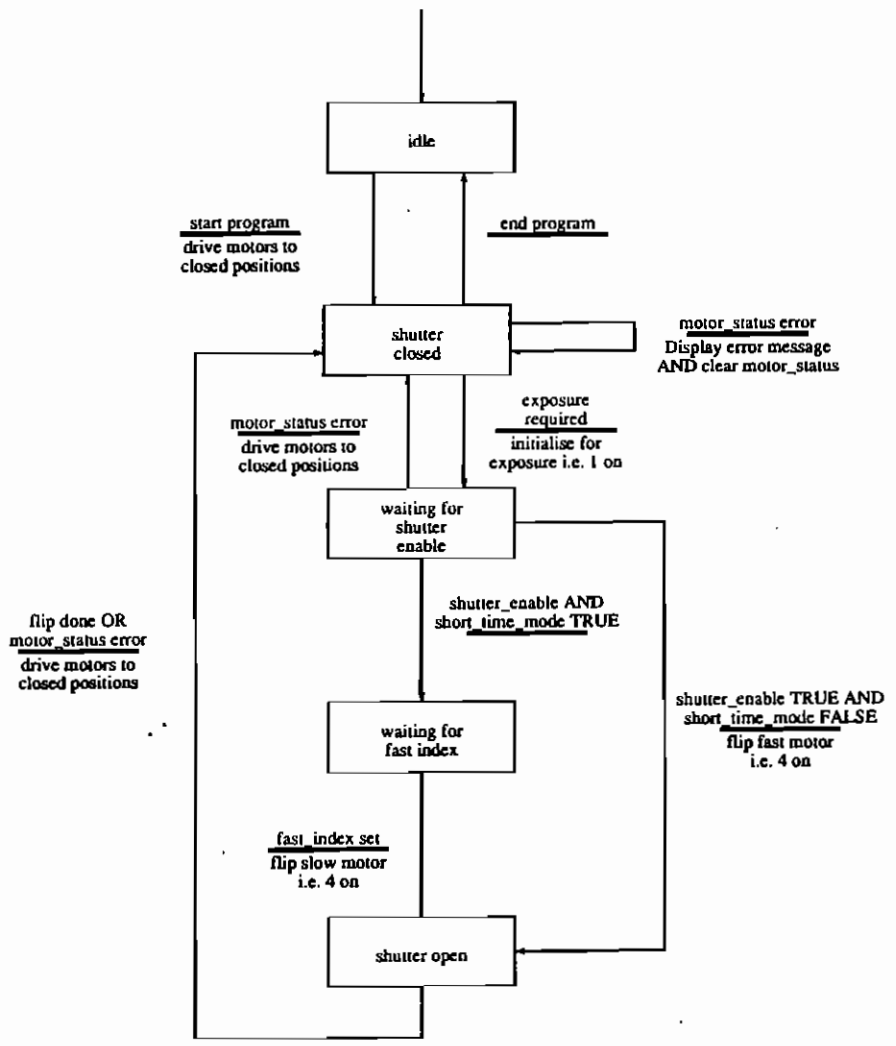 idle
start program
drive motors to
closed positions
end program
shutter
closed
motor_status error
Display error message
AND clear motor_status
motor_status error
drive motors to
closed positions
exposure
required
initialise for
exposure i.e. 1 on
waiting for
shutter
enable
shutter_enable AND
short_time_mode TRUE
flip done OR
motor_status error
drive motors to
closed positions
shutter_enable TRUE AND
short_time_mode FALSE
flip fast motor
i.e. 4 on
waiting for
fast index
fast_index set
flip slow motor
i.e. 4 on
shutter open